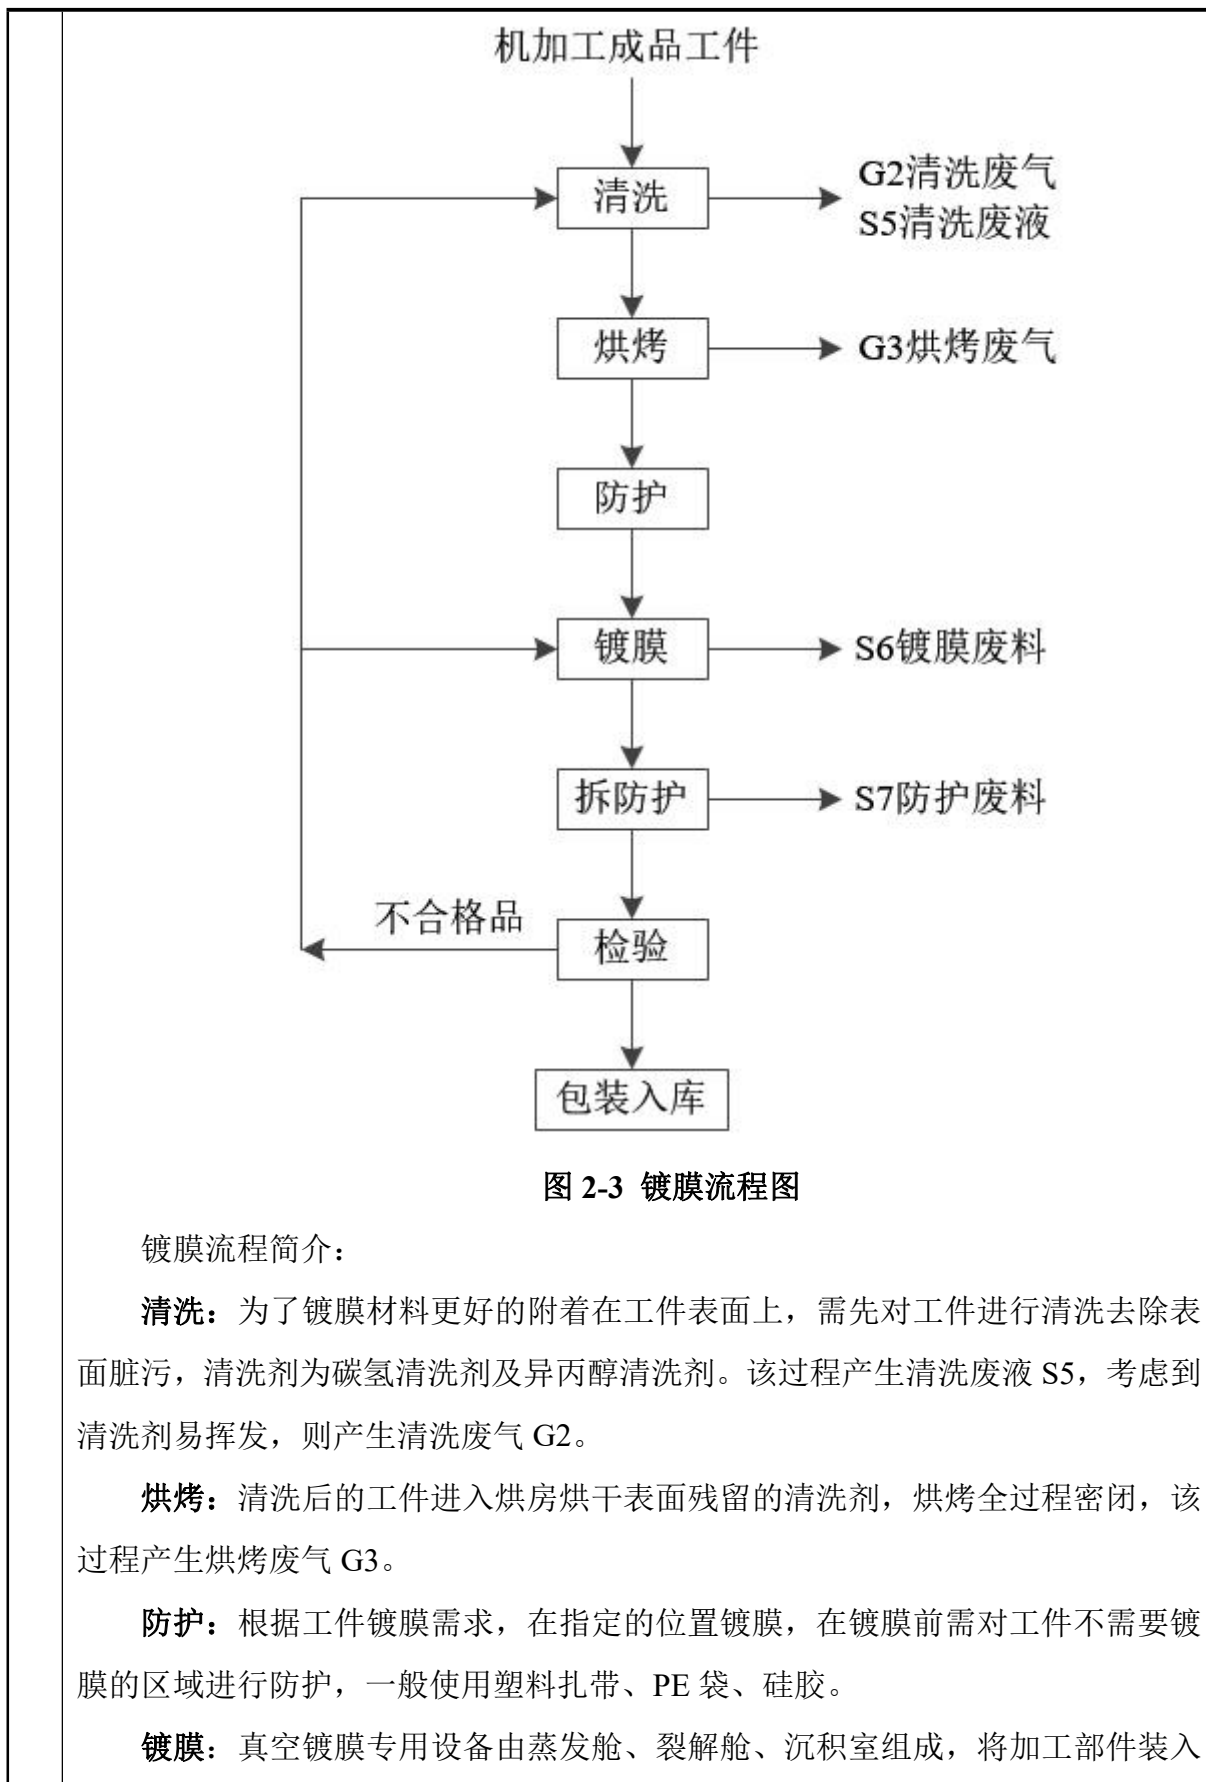 机加工成品工件
清洗
G2清洗废气
S5清洗废液
烘烤
G3烘烤废气
防护
镀膜
S6镀膜废料
拆防护
S7防护废料
不合格品
检验
包装入库
图 2-3 镀膜流程图
镀膜流程简介：
清洗：为了镀膜材料更好的附着在工件表面上，需先对工件进行清洗去除表
面脏污，清洗剂为碳氢清洗剂及异丙醇清洗剂。该过程产生清洗废液 S5，考虑到
清洗剂易挥发，则产生清洗废气 G2。
烘烤：清洗后的工件进入烘房烘干表面残留的清洗剂，烘烤全过程密闭，该
过程产生烘烤废气 G3。
防护：根据工件镀膜需求，在指定的位置镀膜，在镀膜前需对工件不需要镀
膜的区域进行防护，一般使用塑料扎带、PE 袋、硅胶。
镀膜：真空镀膜专用设备由蒸发舱、裂解舱、沉积室组成，将加工部件装入